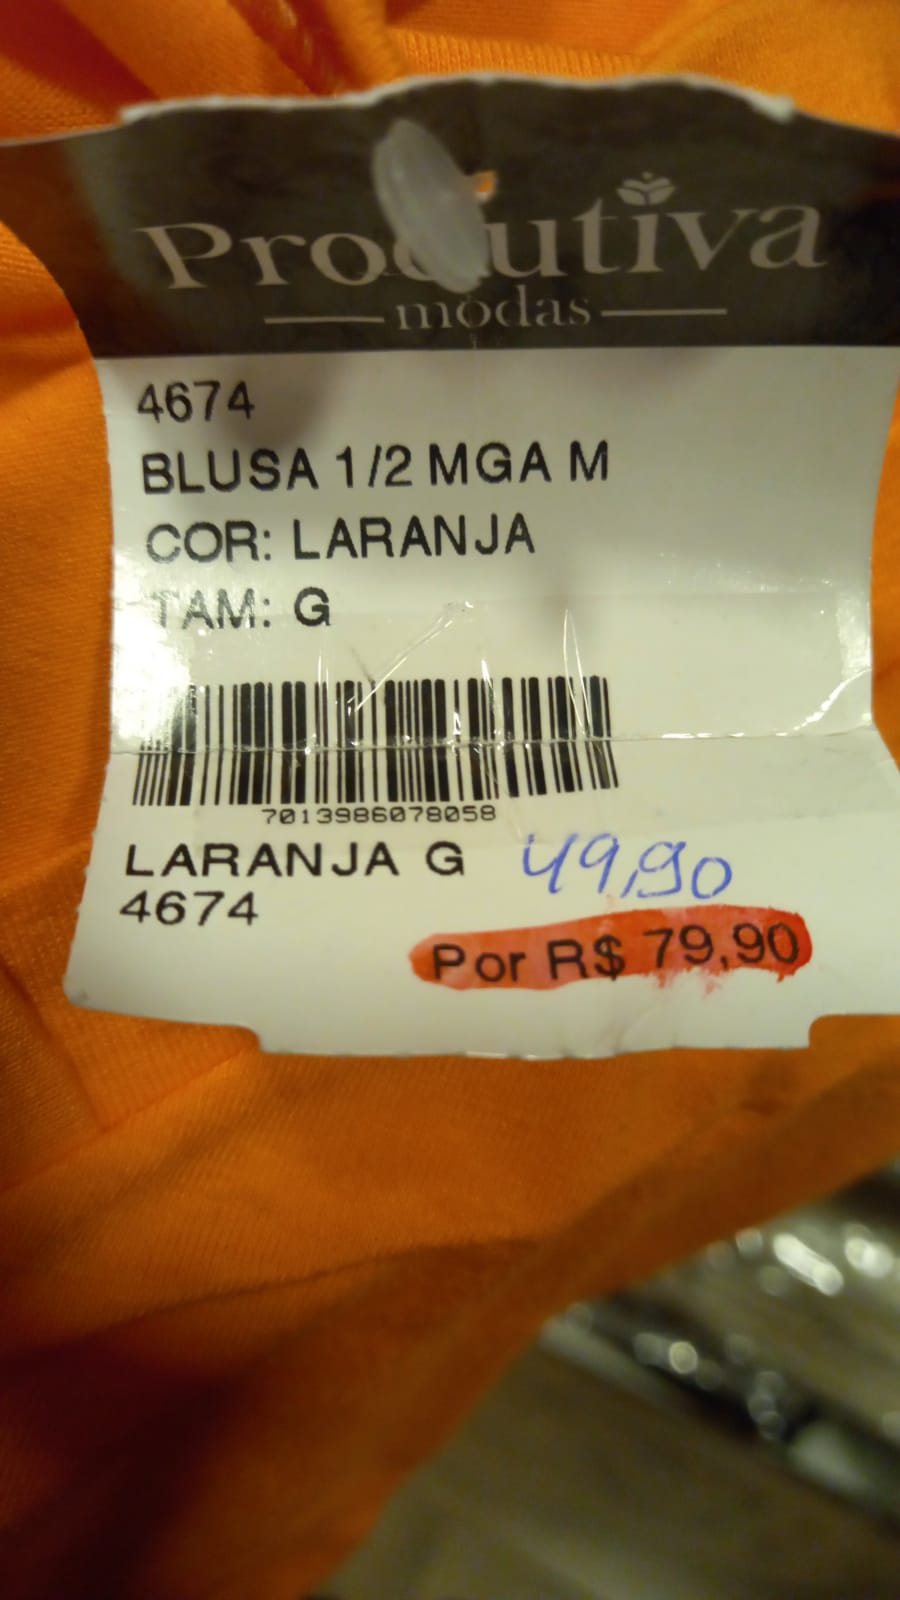 Produtiva
modas
4674
BLUSA 1/2 MGA M
COR: LARANJA
TAM: G
7013986078058
LARANJA G 49,90
4674
Por R$ 79,90